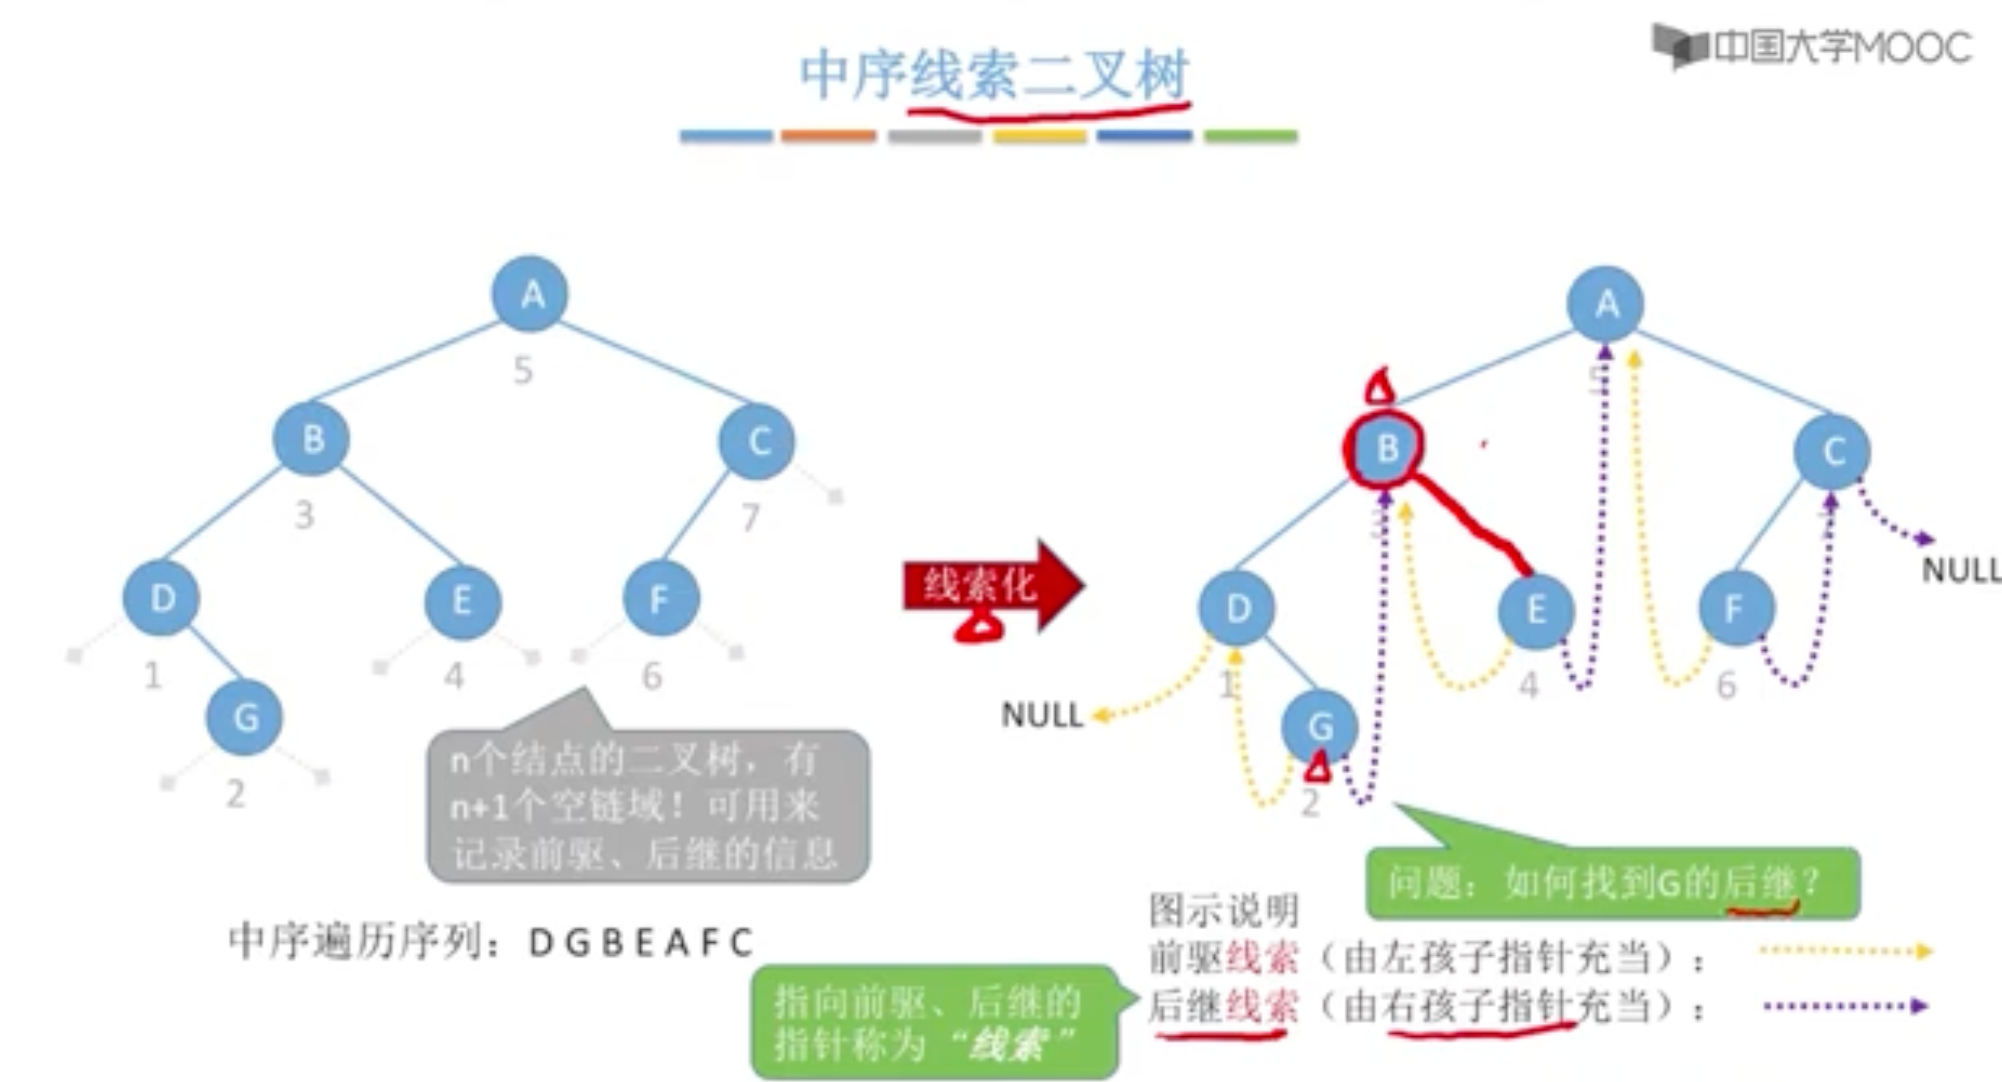 中国大学MOOC
中序线索二叉树
A
5
B
C
3
7
D
E
F
1
4
6
G
2
n个结点的二叉树，有
n+1个空链域！可用来
记录前驱、后继的信息
中序遍历序列：D G B E A F C
线索化
A
5
B
C
3
7
D
E
F
1
4
6
G
2
NULL
NULL
问题：如何找到G的后继？
图示说明
前驱线索（由左孩子指针充当）：
后继线索（由右孩子指针充当）：
指向前驱、后继的
指针称为“线索”